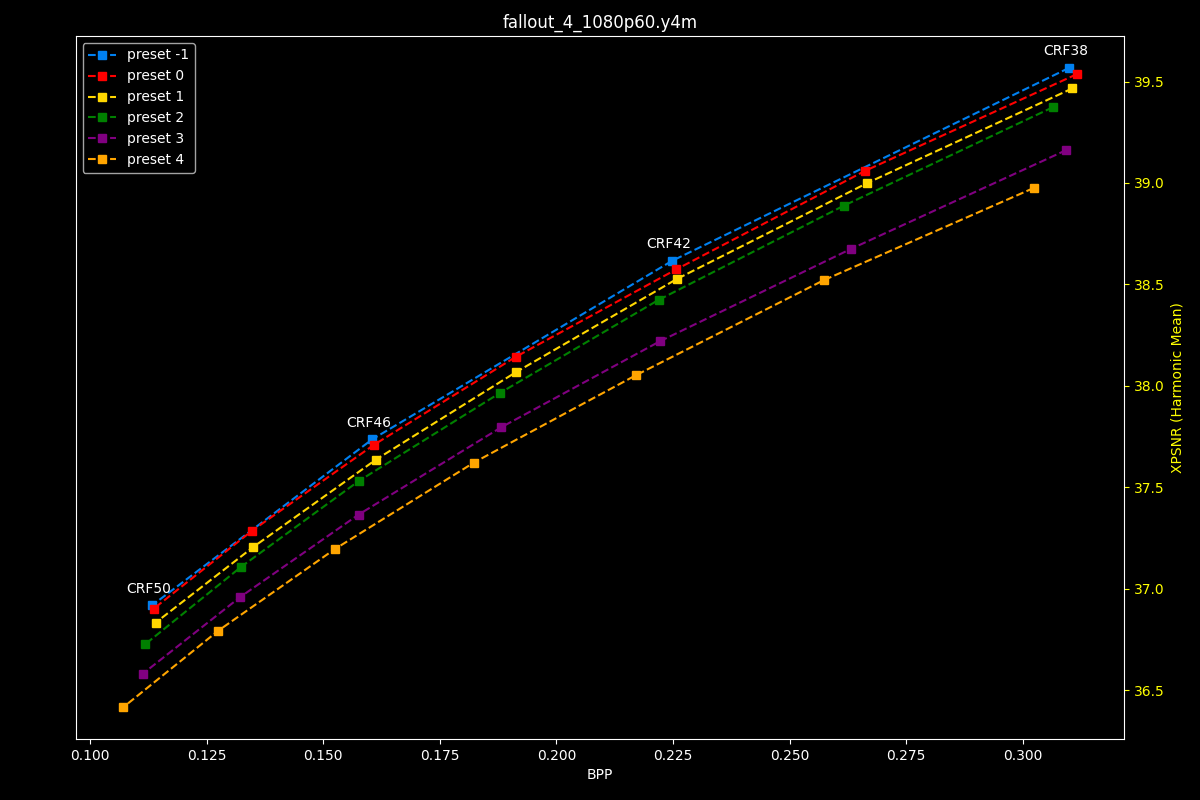 fallout_4_1080p60.y4m
preset -1
preset 0
preset 1
preset 2
preset 3
preset 4
CRF38
CRF42
CRF46
CRF50
39.5
39.0
38.5
38.0
37.5
37.0
36.5
XPSNR (Harmonic Mean)
0.100 0.125 0.150 0.175 0.200 0.225 0.250 0.275 0.300
BPP